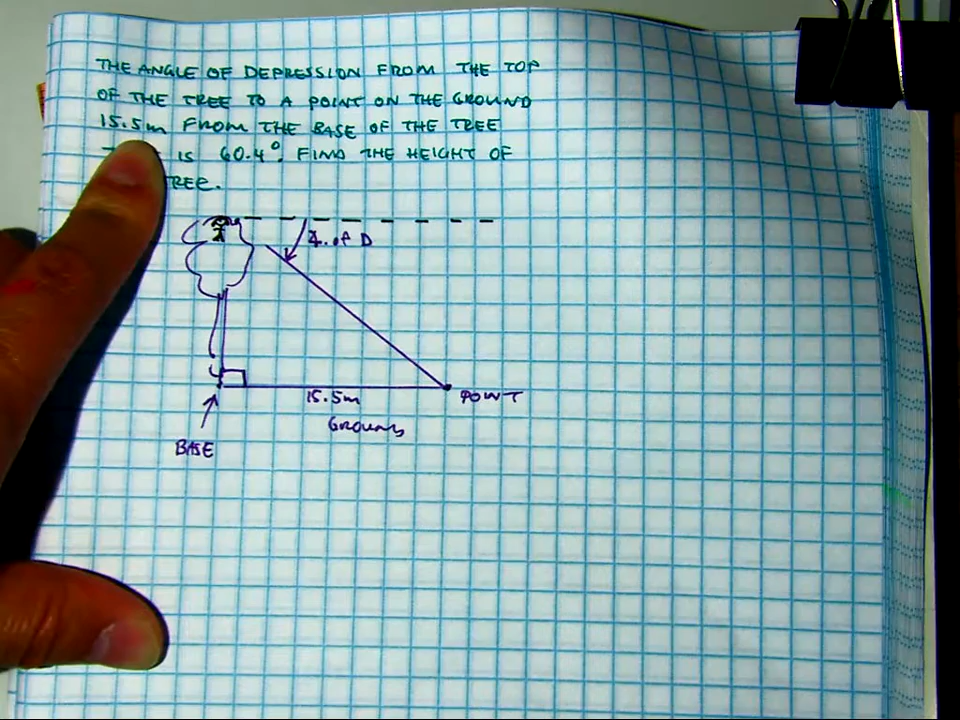 THE ANGLE OF DEPRESSION FROM THE TOP
OF THE TREE TO A POINT ON THE GROUND
15.5m FROM THE BASE OF THE TREE
IS 60.4°. FIND THE HEIGHT OF
TREE.
∡ of D
15.5m
POINT
GROUND
BASE